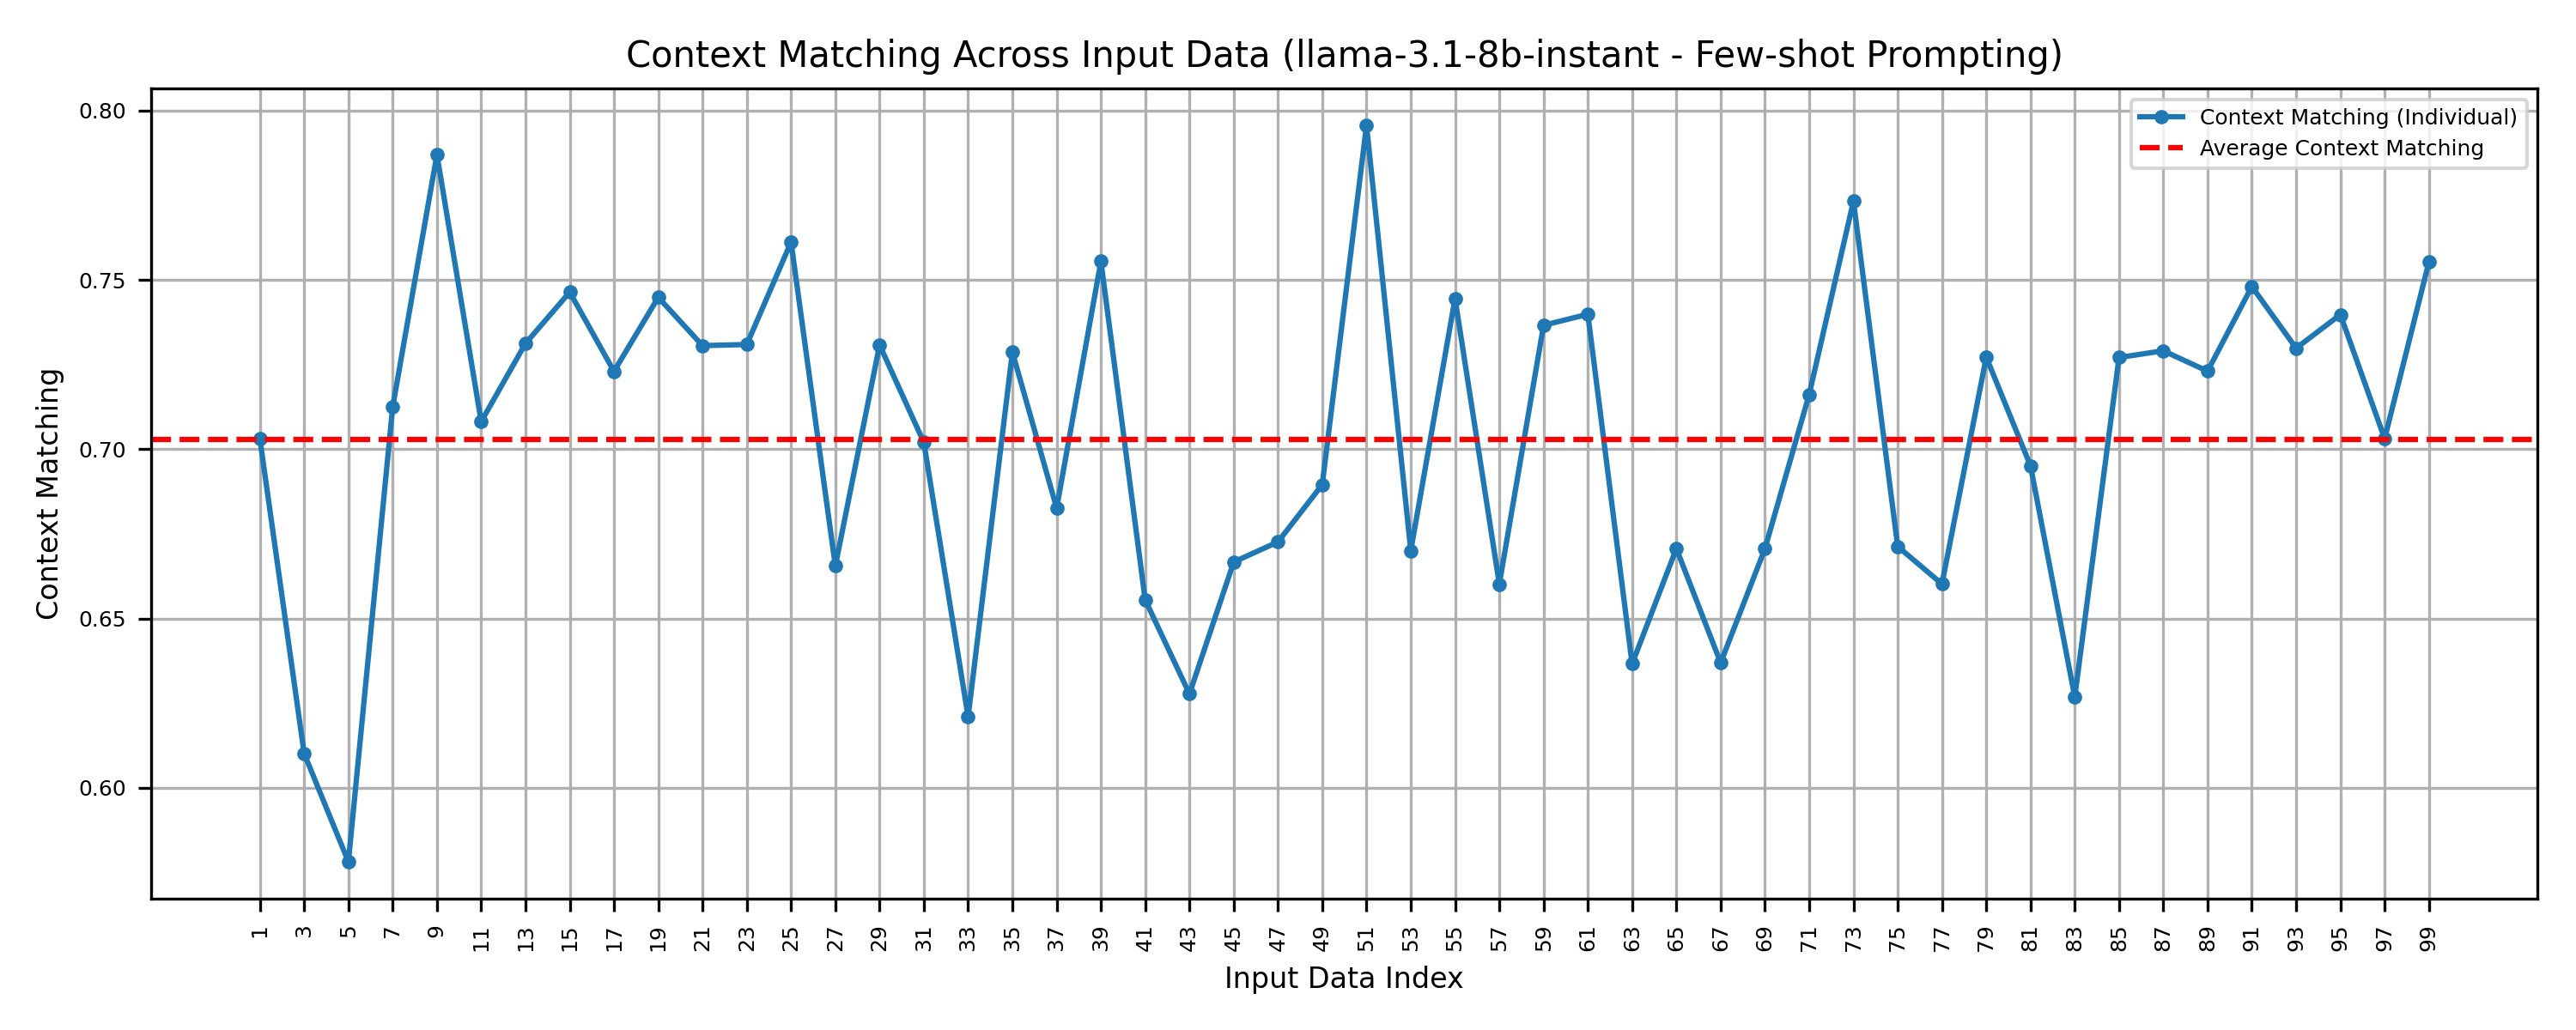 Context Matching Across Input Data (llama-3.1-8b-instant - Few-shot Prompting)
Context Matching (Individual)
Average Context Matching
Context Matching
0.80
0.75
0.70
0.65
0.60
1 3 5 7 9 11 13 15 17 19 21 23 25 27 29 31 33 35 37 39 41 43 45 47 49 51 53 55 57 59 61 63 65 67 69 71 73 75 77 79 81 83 85 87 89 91 93 95 97 99
Input Data Index